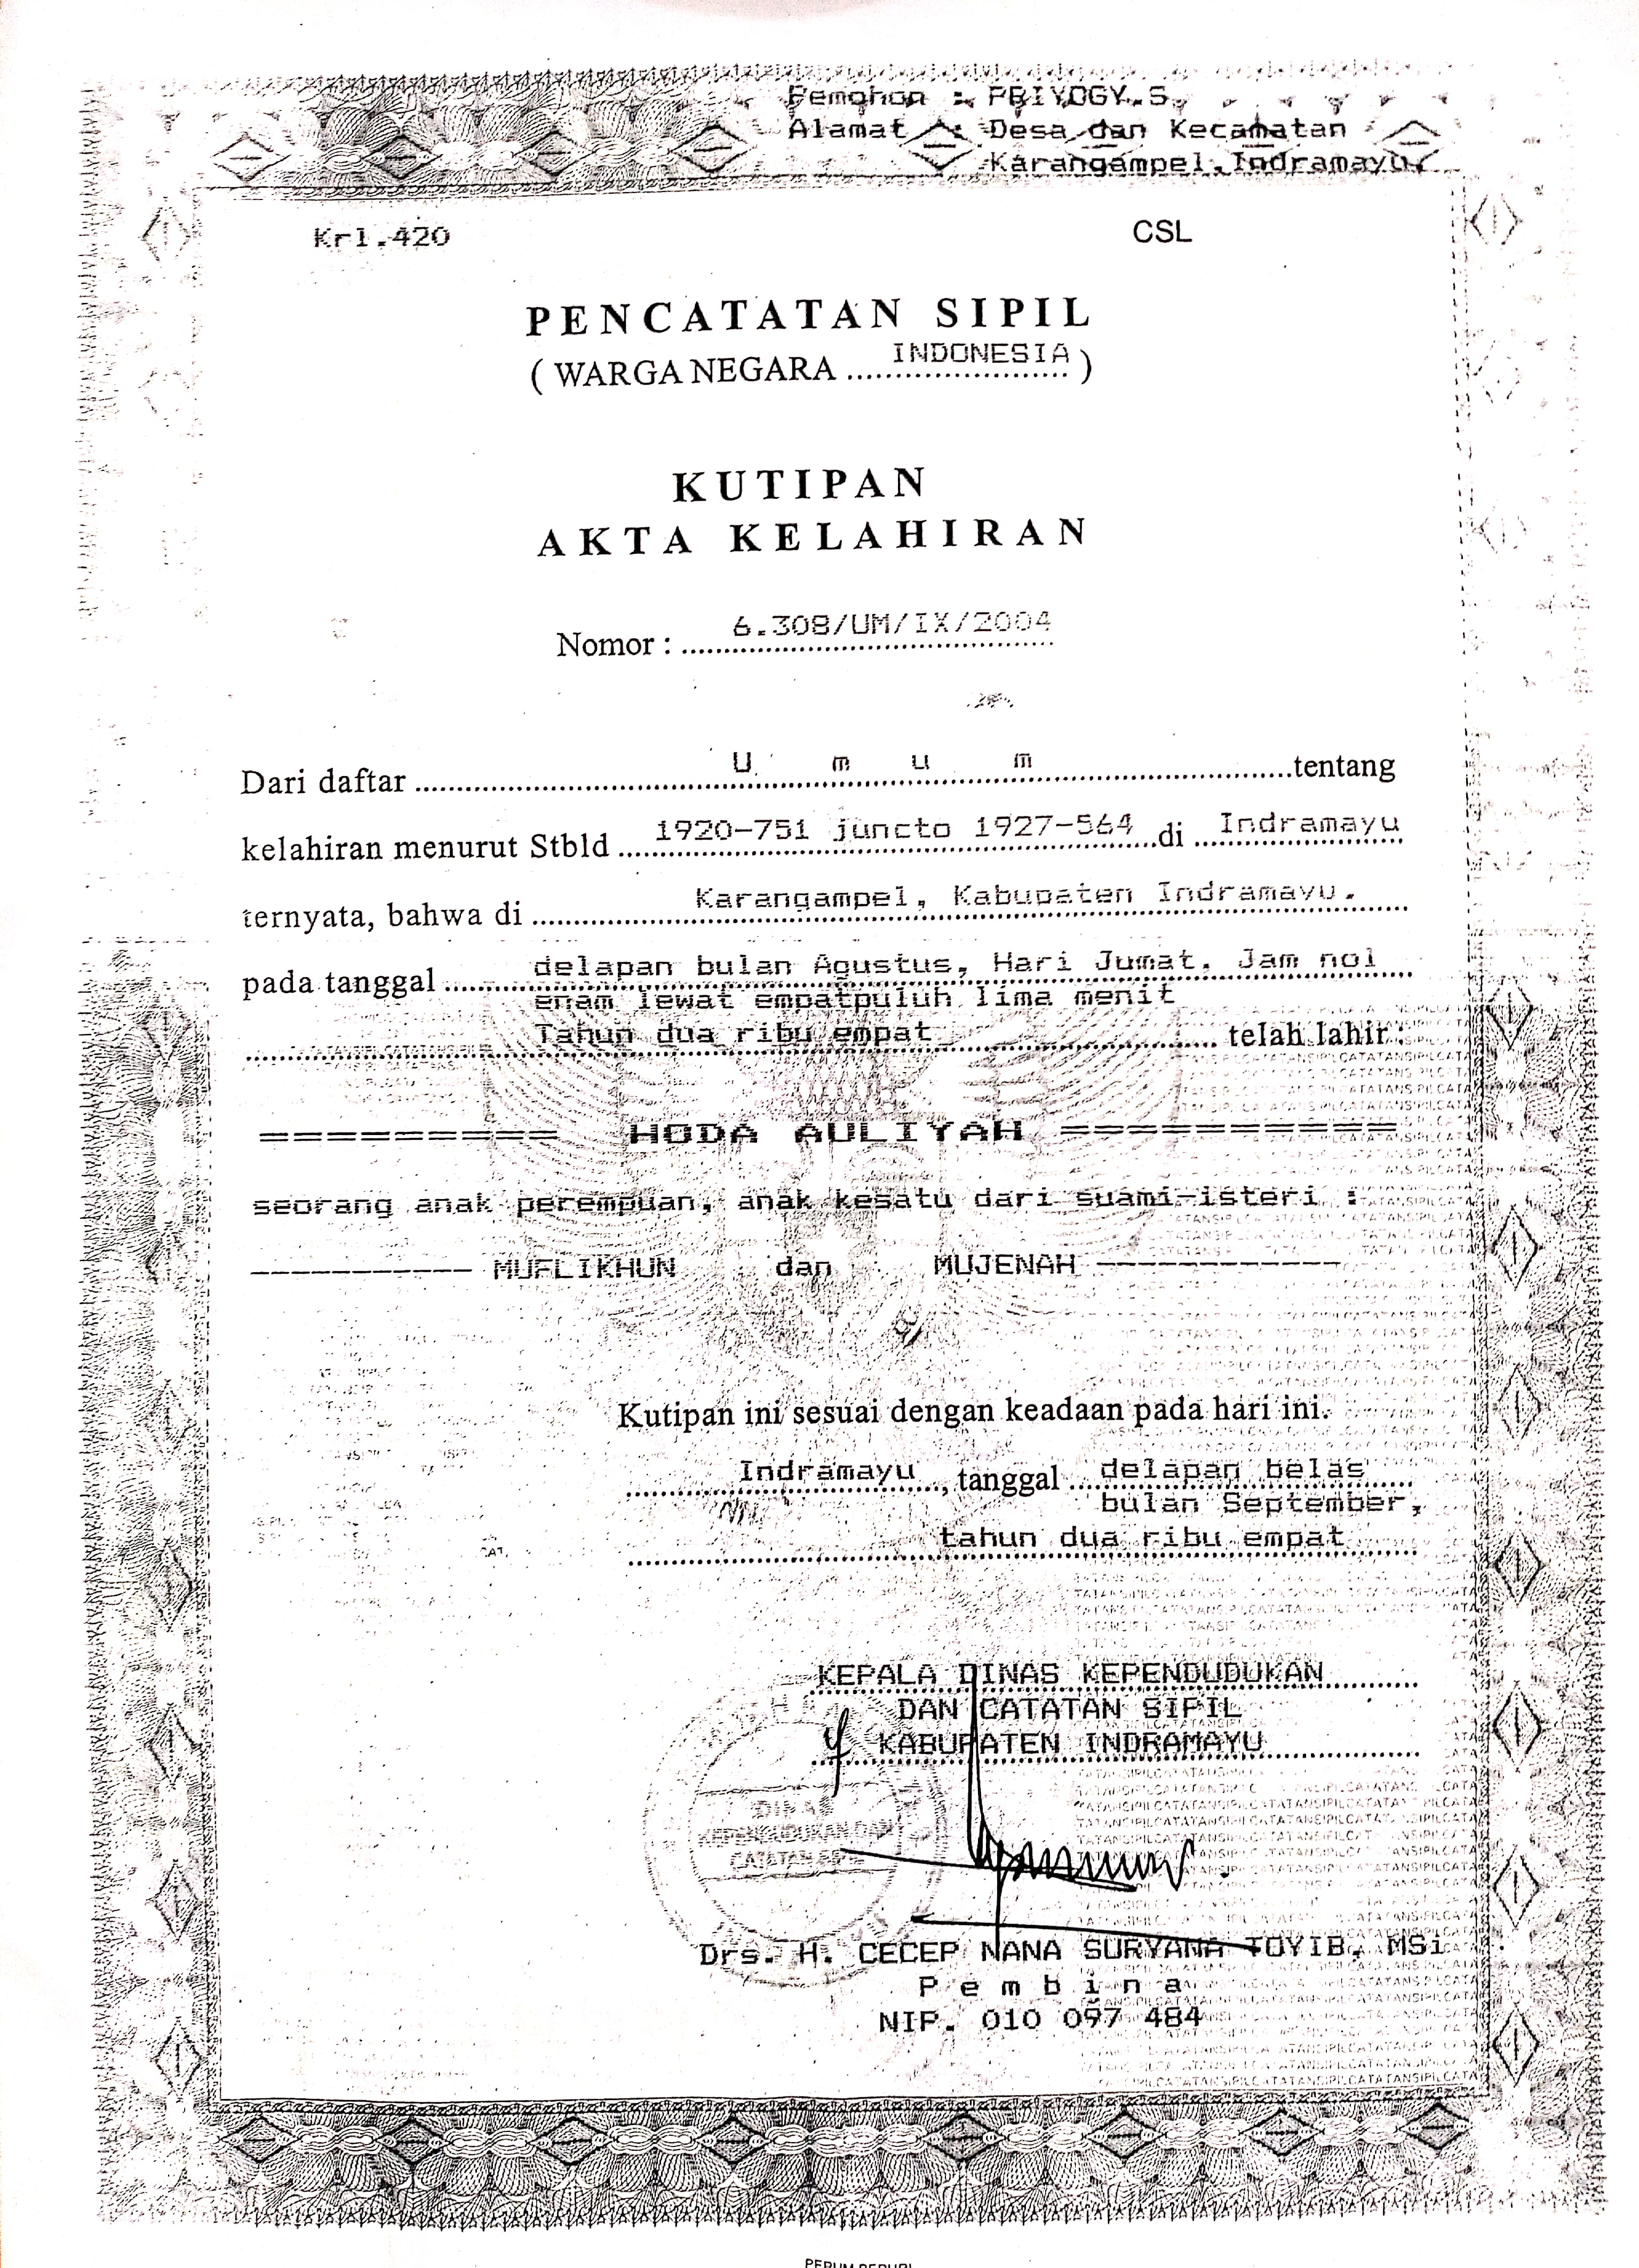 Pemohon : PRIYOGY.S.
Alamat : Desa dan Kecamatan
Karangampel, Indramayu.
Krl.420
CSL
PENCATATAN SIPIL
( WARGA NEGARA INDONESIA )
KUTIPAN
AKTA KELAHIRAN
Nomor : 6.308/UM/IX/2004
Dari daftar U m u m tentang
kelahiran menurut Stbld 1920-751 juncto 1927-564 di Indramayu
ternyata, bahwa di Karangampel, Kabupaten Indramayu.
pada tanggal delapan bulan Agustus, Hari Jumat, Jam nol
enam lewat empatpuluh lima menit
Tahun dua ribu empat telah lahir :
========= HODA AULIYAH ==========
seorang anak perempuan, anak kesatu dari suami-isteri :
----------- MUFLIKHUN dan MUJENAH ------------
Kutipan ini sesuai dengan keadaan pada hari ini.
Indramayu, tanggal delapan belas
bulan September,
tahun dua ribu empat
KEPALA DINAS KEPENDUDUKAN
DAN CATATAN SIPIL
KABUPATEN INDRAMAYU
DINAS
KEPENDUDUKAN DAN
CATATAN SIPIL
Drs. H. CECEP NANA SURYANA TOYIB, MSi
P e m b i n a
NIP. 010 097 484
PERUM PERURI